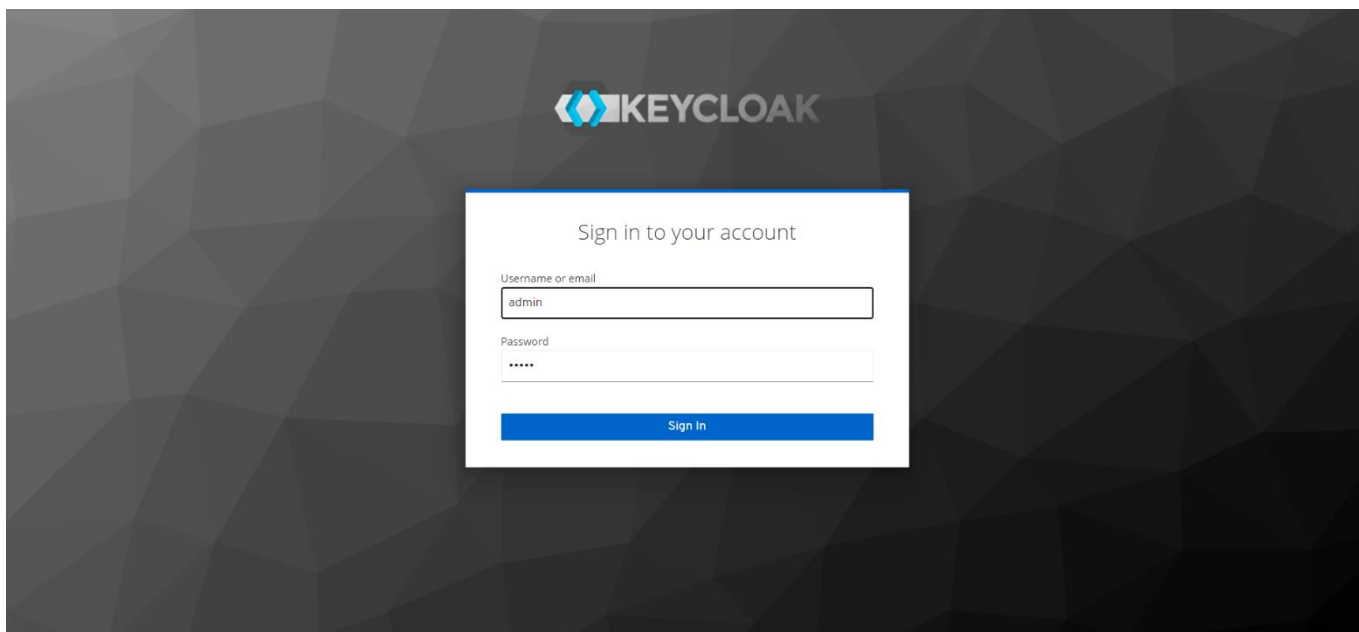 KEYCLOAK
Sign in to your account
Username or email
admin
Password
•••••
Sign In